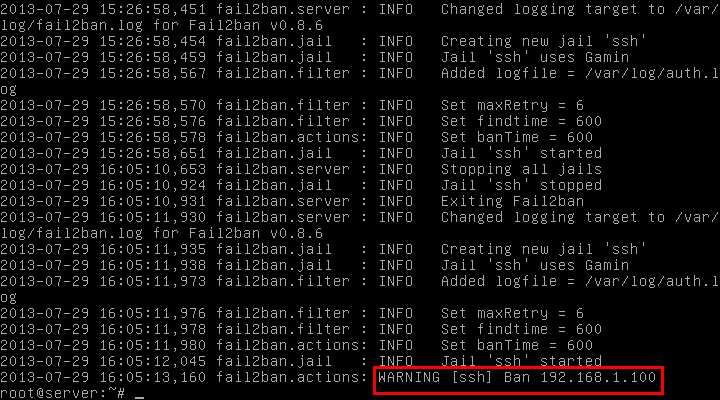 2013-07-29 15:26:58,451 fail2ban.server : INFO   Changed logging target to /var/
log/fail2ban.log for Fail2ban v0.8.6
2013-07-29 15:26:58,454 fail2ban.jail   : INFO   Creating new jail 'ssh'
2013-07-29 15:26:58,459 fail2ban.jail   : INFO   Jail 'ssh' uses Gamin
2013-07-29 15:26:58,567 fail2ban.filter : INFO   Added logfile = /var/log/auth.l
og
2013-07-29 15:26:58,570 fail2ban.filter : INFO   Set maxRetry = 6
2013-07-29 15:26:58,576 fail2ban.filter : INFO   Set findtime = 600
2013-07-29 15:26:58,578 fail2ban.actions: INFO   Set banTime = 600
2013-07-29 15:26:58,651 fail2ban.jail   : INFO   Jail 'ssh' started
2013-07-29 16:05:10,653 fail2ban.server : INFO   Stopping all jails
2013-07-29 16:05:10,924 fail2ban.jail   : INFO   Jail 'ssh' stopped
2013-07-29 16:05:10,931 fail2ban.server : INFO   Exiting Fail2ban
2013-07-29 16:05:11,930 fail2ban.server : INFO   Changed logging target to /var/
log/fail2ban.log for Fail2ban v0.8.6
2013-07-29 16:05:11,935 fail2ban.jail   : INFO   Creating new jail 'ssh'
2013-07-29 16:05:11,938 fail2ban.jail   : INFO   Jail 'ssh' uses Gamin
2013-07-29 16:05:11,973 fail2ban.filter : INFO   Added logfile = /var/log/auth.l
og
2013-07-29 16:05:11,976 fail2ban.filter : INFO   Set maxRetry = 6
2013-07-29 16:05:11,978 fail2ban.filter : INFO   Set findtime = 600
2013-07-29 16:05:11,980 fail2ban.actions: INFO   Set banTime = 600
2013-07-29 16:05:12,045 fail2ban.jail   : INFO   Jail 'ssh' started
2013-07-29 16:05:13,160 fail2ban.actions: WARNING [ssh] Ban 192.168.1.100
root@server:~# _